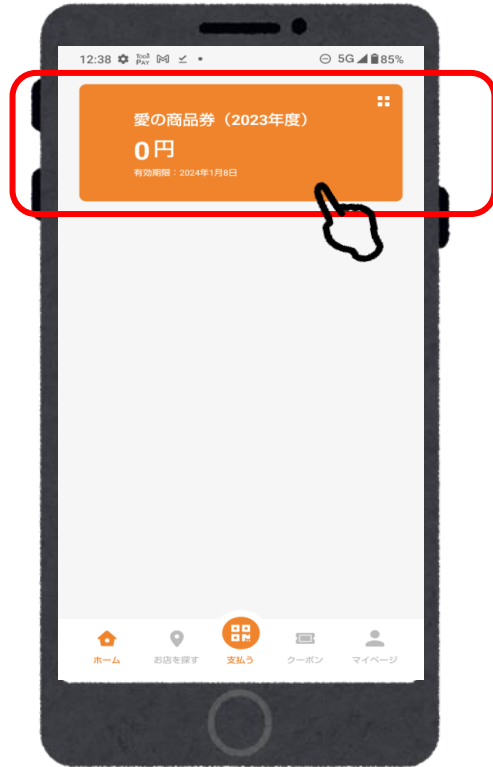 12:38 Tooll PAY 5G 85%
愛の商品券（2023年度）
0円
有効期限：2024年1月8日
ホーム お店を探す 支払う クーポン マイページ